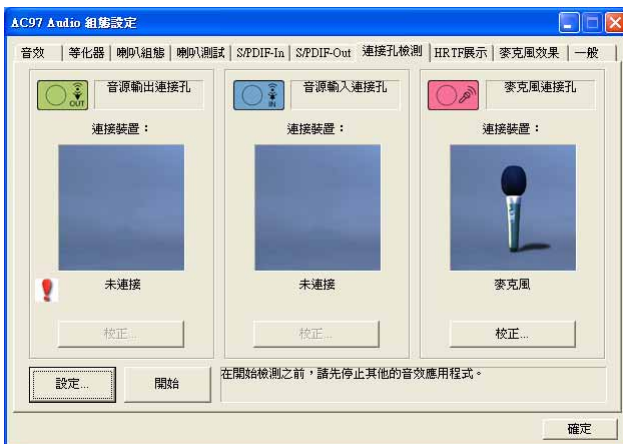 AC97 Audio 組態設定
音效 等化器 喇叭組態 喇叭測試 S/PDIF-In S/PDIF-Out 連接孔檢測 HRTF展示 麥克風效果 一般
OUT 音源輸出連接孔
連接裝置：
未連接
校正...
IN 音源輸入連接孔
連接裝置：
未連接
校正...
麥克風連接孔
連接裝置：
麥克風
校正...
設定... 開始 在開始檢測之前，請先停止其他的音效應用程式。
確定